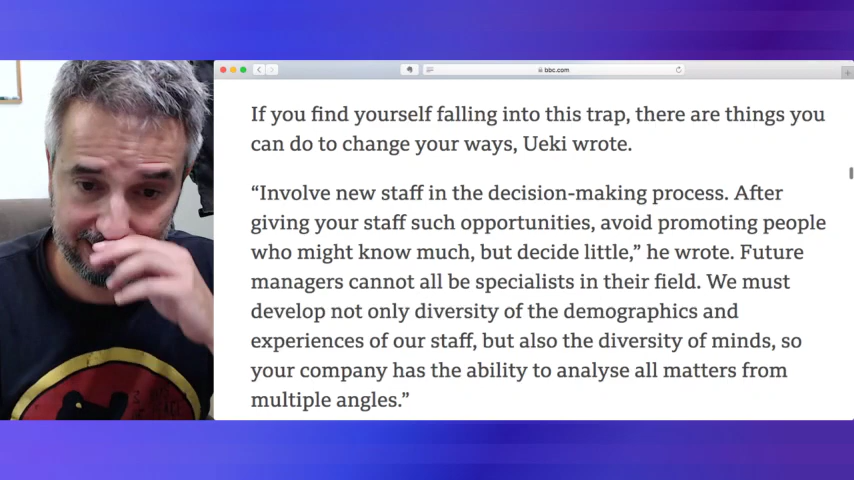 bbc.com
If you find yourself falling into this trap, there are things you
can do to change your ways, Ueki wrote.
“Involve new staff in the decision-making process. After
giving your staff such opportunities, avoid promoting people
who might know much, but decide little,” he wrote. Future
managers cannot all be specialists in their field. We must
develop not only diversity of the demographics and
experiences of our staff, but also the diversity of minds, so
your company has the ability to analyse all matters from
multiple angles.”